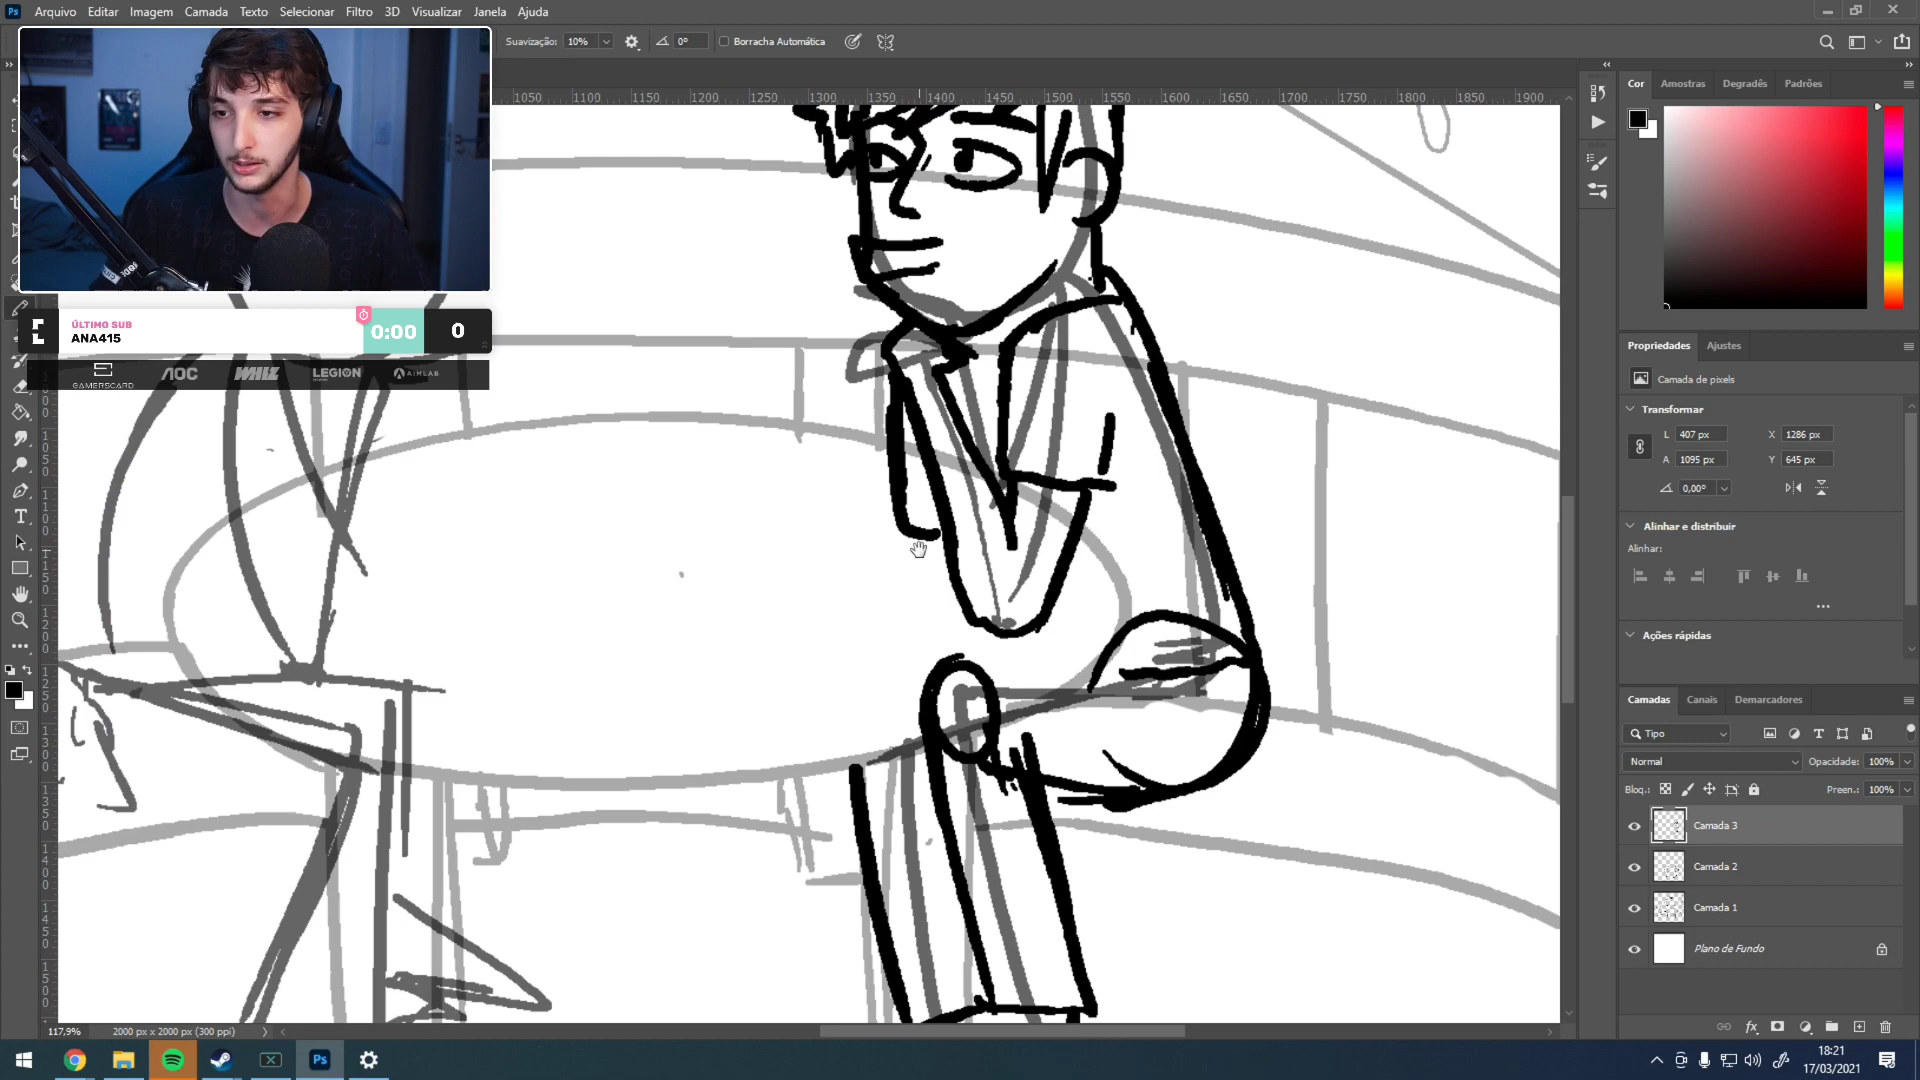 Ps Arquivo Editar Imagem Camada Texto Selecionar Filtro 3D Visualizar Janela Ajuda
Suavização: 10% 0° Borracha Automática
1050 1100 1150 1200 1250 1300 1350 1400 1450 1500 1550 1600 1650 1700 1750 1800 1850 1900
Cor Amostras Degradês Padrões
ÚLTIMO SUB
ANA415
0:00
0
GAMERSCARD AOC WHIZ LEGION AIMLAB
Propriedades Ajustes
Camada de pixels
Transformar
L 407 px X 1286 px
A 1095 px Y 645 px
0,00°
Alinhar e distribuir
Alinhar:
Ações rápidas
Camadas Canais Demarcadores
Tipo
Normal Opacidade: 100%
Bloq.: Preen.: 100%
Camada 3
Camada 2
Camada 1
Plano de Fundo
117,9% 2000 px x 2000 px (300 ppi)
Ps
18:21
17/03/2021